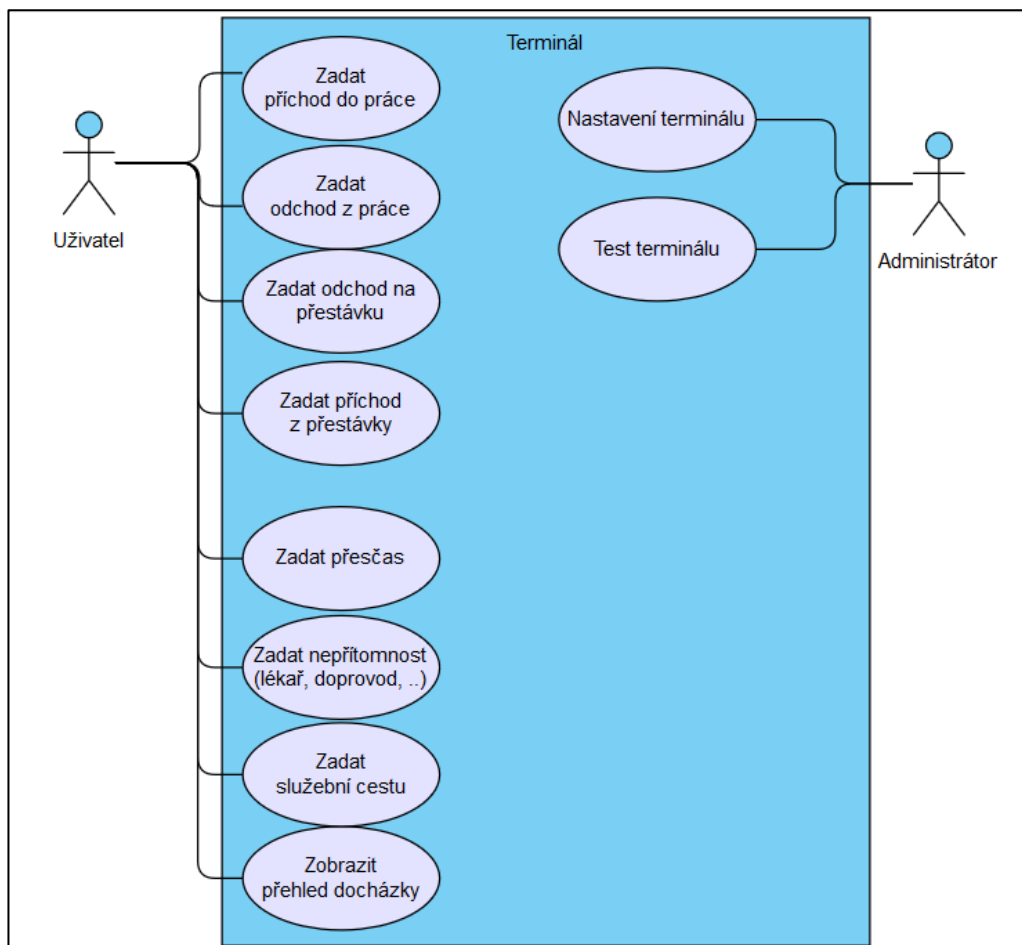 Terminál
Zadat
příchod do práce
Zadat
odchod z práce
Zadat odchod na
přestávku
Zadat příchod
z přestávky
Zadat přesčas
Zadat nepřítomnost
(lékař, doprovod, ..)
Zadat
služební cestu
Zobrazit
přehled docházky
Uživatel
Nastavení terminálu
Test terminálu
Administrátor